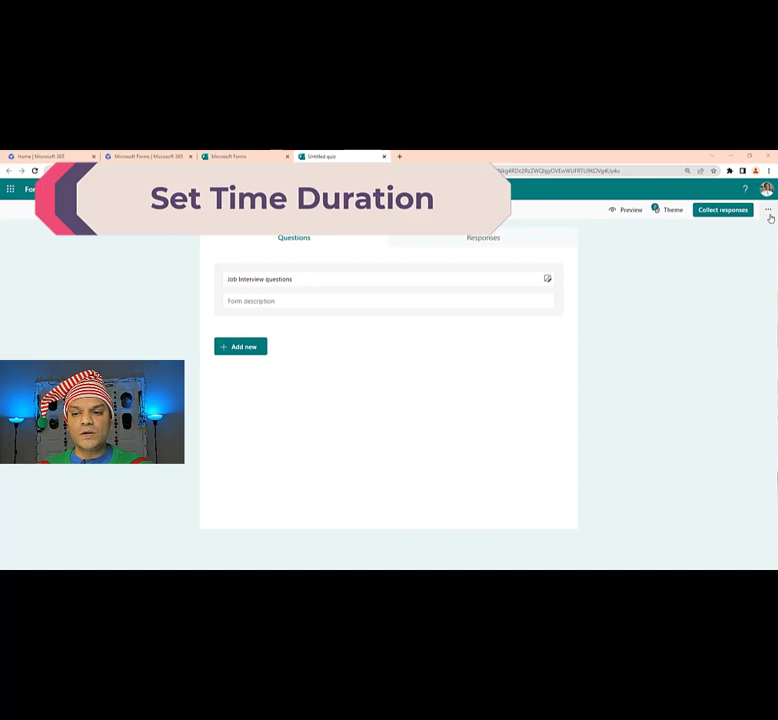 Home | Microsoft 365
Microsoft Forms | Microsoft 365
Microsoft Forms
Untitled quiz
Set Time Duration
?
Preview
Theme
Collect responses
...
Questions
Responses
Job Interview questions
Form description
+ Add new